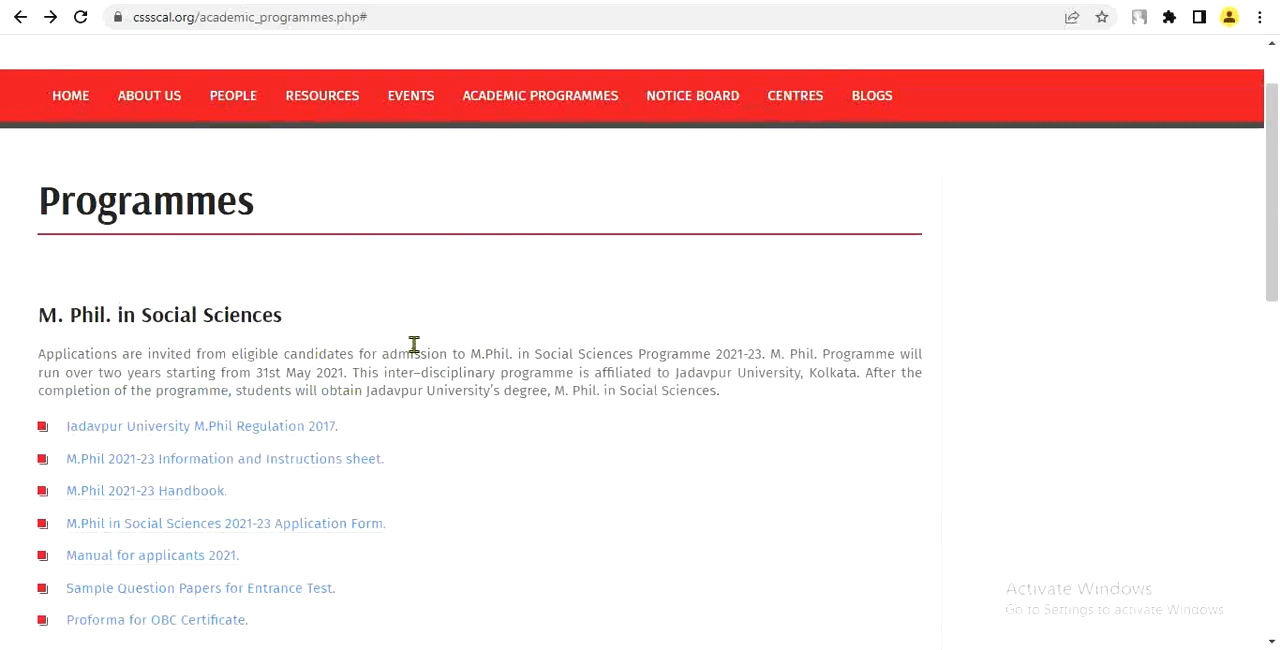 cssscal.org/academic_programmes.php#
HOME ABOUT US PEOPLE RESOURCES EVENTS ACADEMIC PROGRAMMES NOTICE BOARD CENTRES BLOGS
Programmes
M. Phil. in Social Sciences
Applications are invited from eligible candidates for admission to M.Phil. in Social Sciences Programme 2021-23. M. Phil. Programme will
run over two years starting from 31st May 2021. This inter–disciplinary programme is affiliated to Jadavpur University, Kolkata. After the
completion of the programme, students will obtain Jadavpur University's degree, M. Phil. in Social Sciences.
Jadavpur University M.Phil Regulation 2017.
M.Phil 2021-23 Information and Instructions sheet.
M.Phil 2021-23 Handbook.
M.Phil in Social Sciences 2021-23 Application Form.
Manual for applicants 2021.
Sample Question Papers for Entrance Test.
Proforma for OBC Certificate.
Activate Windows
Go to Settings to activate Windows